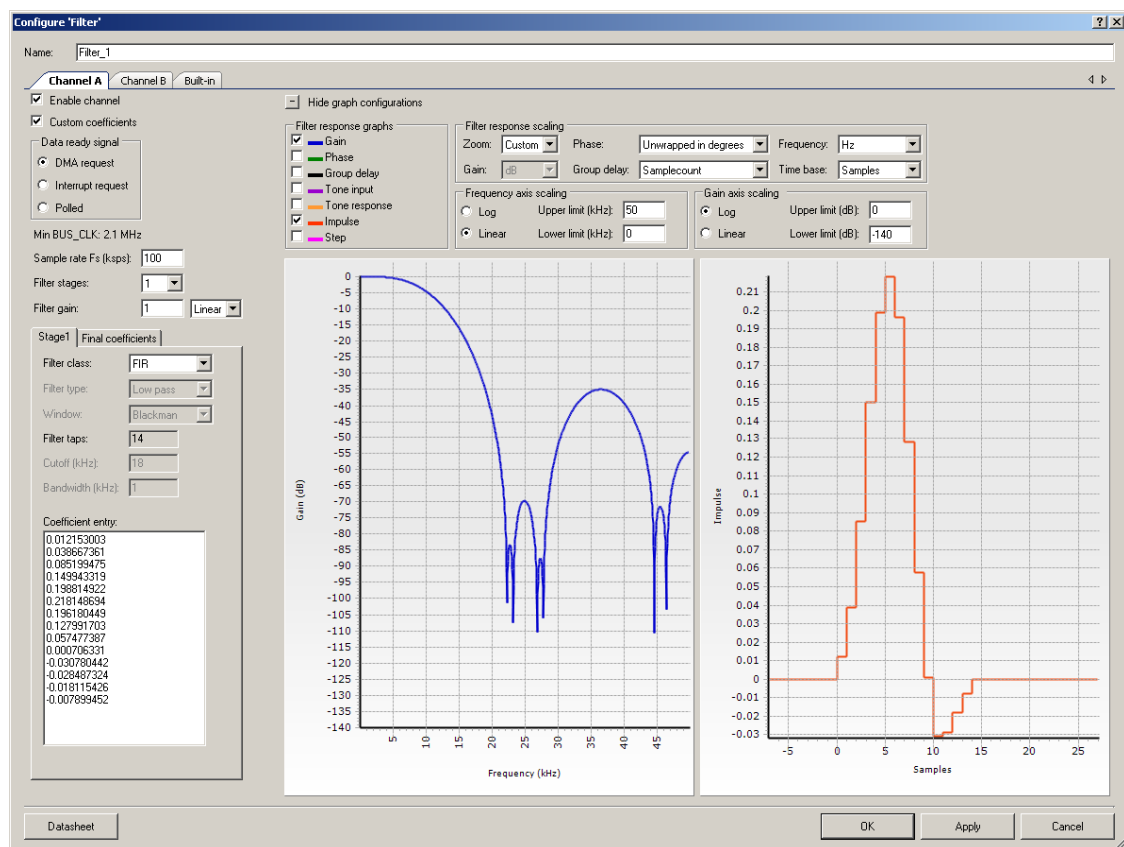 Configure 'Filter'
Name: Filter_1
Channel A Channel B Built-in
Enable channel
Custom coefficients
Data ready signal
DMA request
Interrupt request
Polled
Min BUS_CLK: 2.1 MHz
Sample rate Fs (ksps): 100
Filter stages: 1
Filter gain: 1 Linear
Stage1 Final coefficients
Filter class: FIR
Filter type: Low pass
Window: Blackman
Filter taps: 14
Cutoff (kHz): 18
Bandwidth (kHz): 1
Coefficient entry:
0.012153003
0.038667361
0.085199475
0.149943319
0.198814922
0.218148694
0.196180449
0.127991703
0.057477387
0.000706331
-0.030780442
-0.028487324
-0.018115426
-0.007899452
Hide graph configurations
Filter response graphs
Gain
Phase
Group delay
Tone input
Tone response
Impulse
Step
Filter response scaling
Zoom: Custom Phase: Unwrapped in degrees Frequency: Hz
Gain: dB Group delay: Samplecount Time base: Samples
Frequency axis scaling
Log Upper limit (kHz): 50
Linear Lower limit (kHz): 0
Gain axis scaling
Log Upper limit (dB): 0
Linear Lower limit (dB): -140
Gain (dB)
0
-5
-10
-15
-20
-25
-30
-35
-40
-45
-50
-55
-60
-65
-70
-75
-80
-85
-90
-95
-100
-105
-110
-115
-120
-125
-130
-135
-140
5 10 15 20 25 30 35 40 45
Frequency (kHz)
Impulse
0.21
0.2
0.19
0.18
0.17
0.16
0.15
0.14
0.13
0.12
0.11
0.1
0.09
0.08
0.07
0.06
0.05
0.04
0.03
0.02
0.01
0
-0.01
-0.02
-0.03
-5 0 5 10 15 20 25
Samples
Datasheet OK Apply Cancel